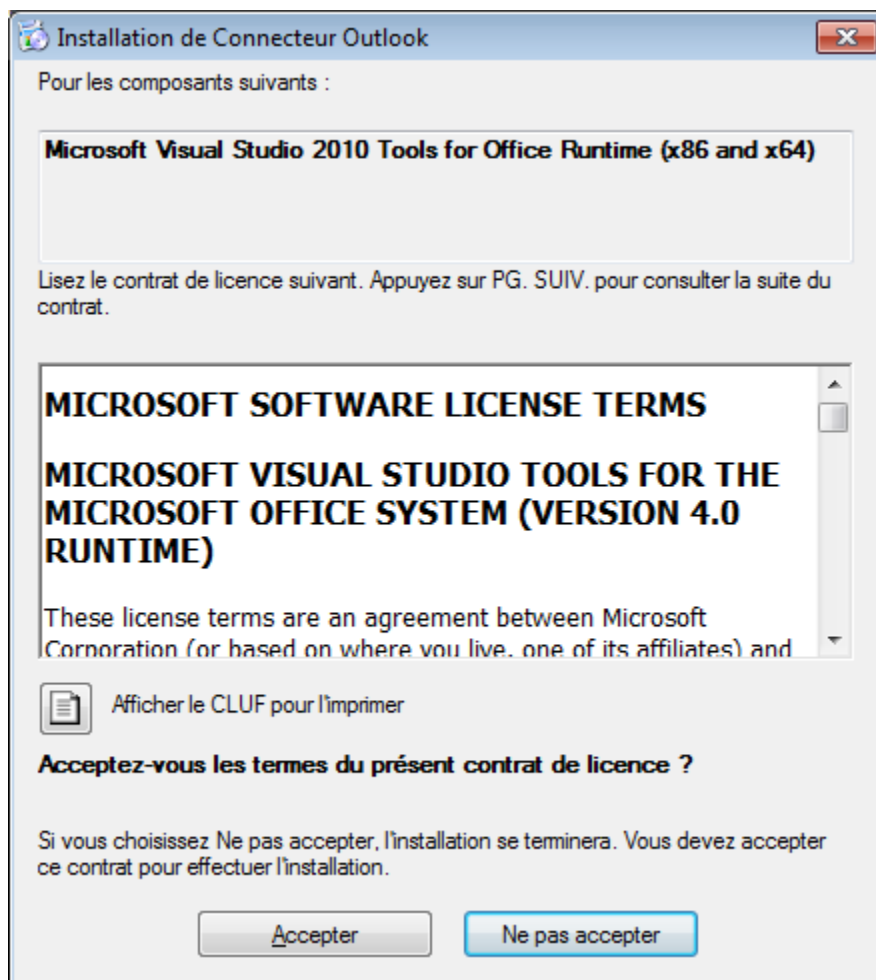 Installation de Connecteur Outlook
Pour les composants suivants :
Microsoft Visual Studio 2010 Tools for Office Runtime (x86 and x64)
Lisez le contrat de licence suivant. Appuyez sur PG. SUIV. pour consulter la suite du
contrat.
MICROSOFT SOFTWARE LICENSE TERMS
MICROSOFT VISUAL STUDIO TOOLS FOR THE
MICROSOFT OFFICE SYSTEM (VERSION 4.0
RUNTIME)
These license terms are an agreement between Microsoft
Corporation (or based on where you live, one of its affiliates) and
Afficher le CLUF pour l'imprimer
Acceptez-vous les termes du présent contrat de licence ?
Si vous choisissez Ne pas accepter, l'installation se terminera. Vous devez accepter
ce contrat pour effectuer l'installation.
Accepter
Ne pas accepter